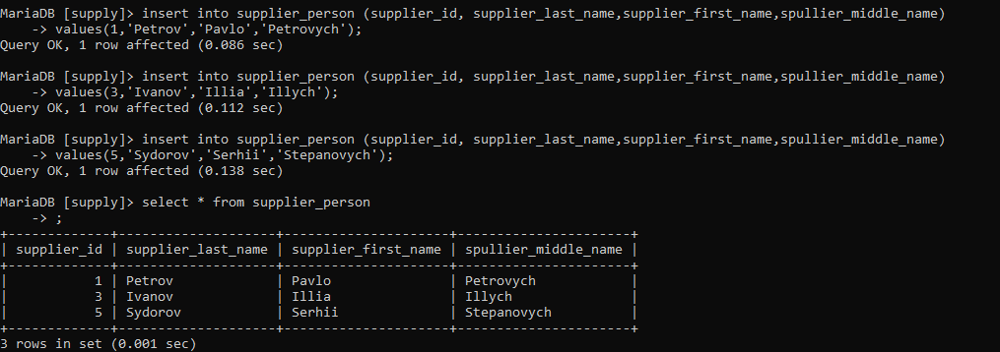 MariaDB [supply]> insert into supplier_person (supplier_id, supplier_last_name,supplier_first_name,spullier_middle_name)
    -> values(1,'Petrov','Pavlo','Petrovych');
Query OK, 1 row affected (0.086 sec)

MariaDB [supply]> insert into supplier_person (supplier_id, supplier_last_name,supplier_first_name,spullier_middle_name)
    -> values(3,'Ivanov','Illia','Illych');
Query OK, 1 row affected (0.112 sec)

MariaDB [supply]> insert into supplier_person (supplier_id, supplier_last_name,supplier_first_name,spullier_middle_name)
    -> values(5,'Sydorov','Serhii','Stepanovych');
Query OK, 1 row affected (0.138 sec)

MariaDB [supply]> select * from supplier_person
    -> ;
+-------------+--------------------+---------------------+----------------------+
| supplier_id | supplier_last_name | supplier_first_name | spullier_middle_name |
+-------------+--------------------+---------------------+----------------------+
|           1 | Petrov             | Pavlo               | Petrovych            |
|           3 | Ivanov             | Illia               | Illych               |
|           5 | Sydorov            | Serhii              | Stepanovych          |
+-------------+--------------------+---------------------+----------------------+
3 rows in set (0.001 sec)